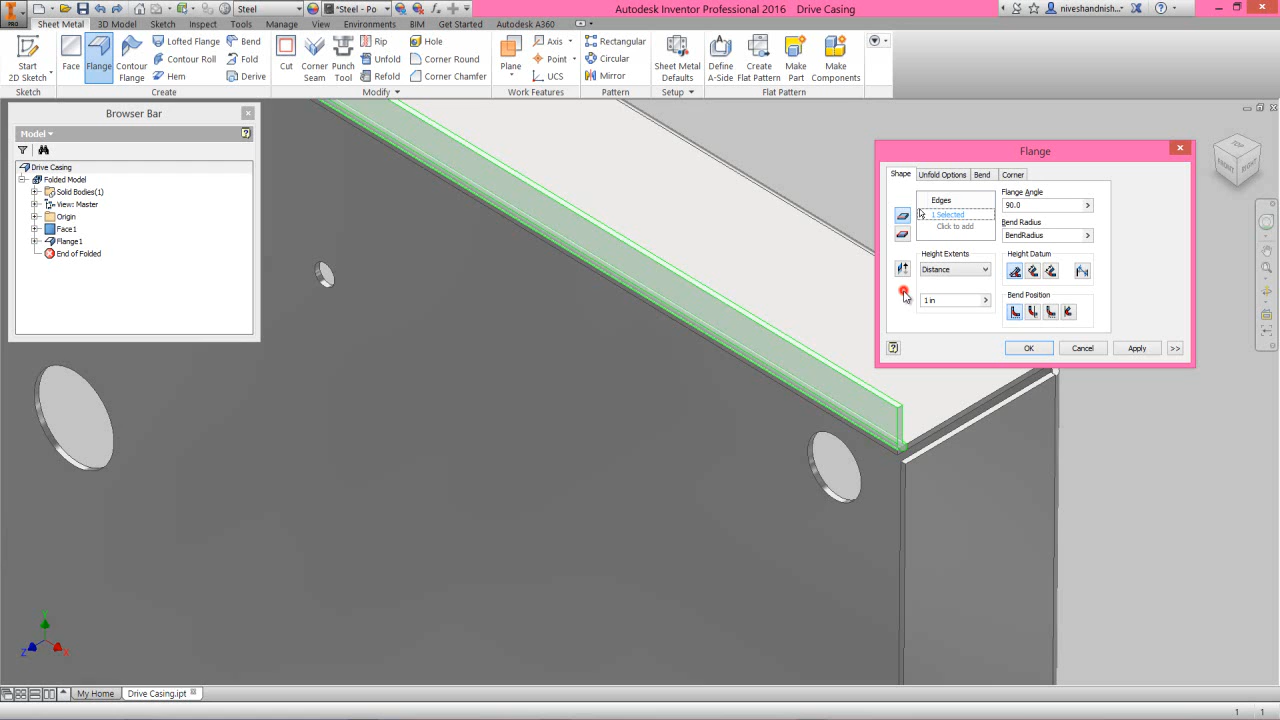 PRO
Steel
*Steel - Po
Autodesk Inventor Professional 2016 Drive Casing
niveshandnish...
Sheet Metal
3D Model
Sketch
Inspect
Tools
Manage
View
Environments
BIM
Get Started
Autodesk A360
Start
2D Sketch
Face
Flange
Contour
Flange
Lofted Flange
Contour Roll
Hem
Bend
Fold
Derive
Cut
Corner
Seam
Punch
Tool
Rip
Unfold
Refold
Hole
Corner Round
Corner Chamfer
Plane
Axis
Point
UCS
Rectangular
Circular
Mirror
Sheet Metal
Defaults
Define
A-Side
Create
Flat Pattern
Make
Part
Make
Components
Sketch
Create
Modify
Work Features
Pattern
Setup
Flat Pattern
Browser Bar
Model
Drive Casing
Folded Model
Solid Bodies(1)
View: Master
Origin
Face1
Flange1
End of Folded
TOP
FRONT
RIGHT
Flange
Shape
Unfold Options
Bend
Corner
Edges
1 Selected
Click to add
Flange Angle
90.0
Bend Radius
BendRadius
Height Extents
Distance
1 in
Height Datum
Bend Position
OK
Cancel
Apply
>>
Y
Z
X
My Home
Drive Casing.ipt
1
1